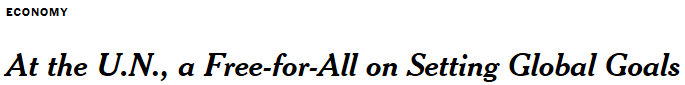 ECONOMY
At the U.N., a Free-for-All on Setting Global Goals